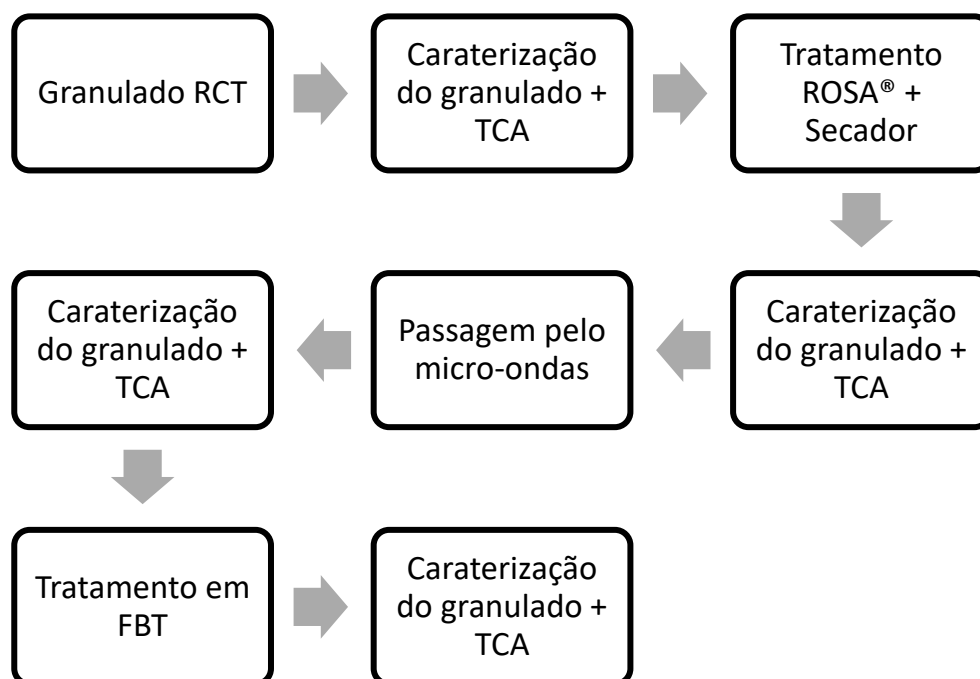 Granulado RCT
Caraterização
do granulado +
TCA
Tratamento
ROSA® +
Secador
Caraterização
do granulado +
TCA
Passagem pelo
micro-ondas
Caraterização
do granulado +
TCA
Tratamento em
FBT
Caraterização
do granulado +
TCA